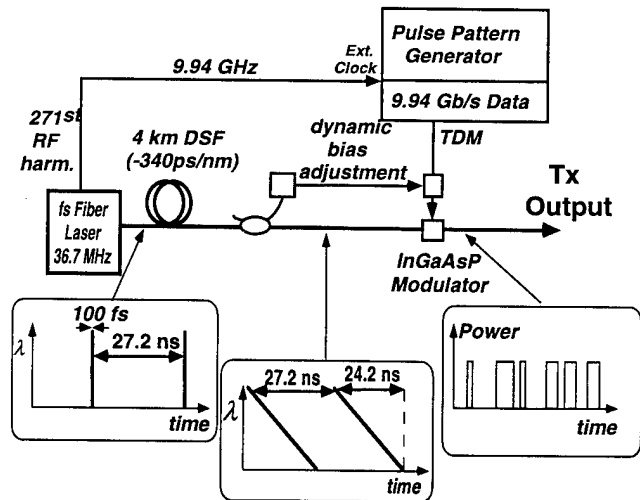 Pulse Pattern
Generator
Ext.
Clock
9.94 GHz
9.94 Gb/s Data
271st
RF
harm.
4 km DSF
(-340ps/nm)
dynamic
bias
adjustment
TDM
Tx
Output
fs Fiber
Laser
36.7 MHz
InGaAsP
Modulator
100 fs
27.2 ns
λ
time
27.2 ns
24.2 ns
λ
time
Power
time